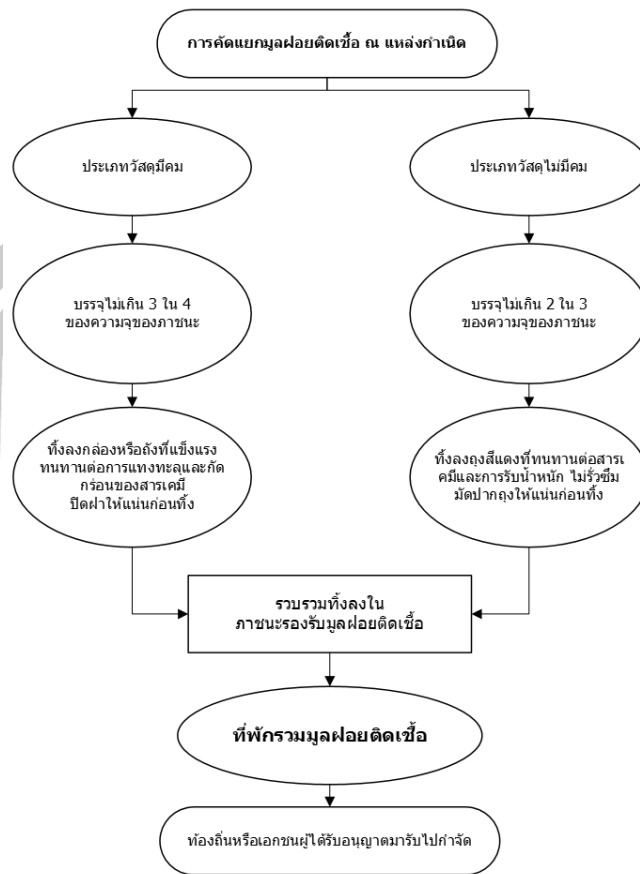 การคัดแยกมูลฝอยติดเชื้อ ณ แหล่งกำเนิด
ประเภทวัสดุมีคม
ประเภทวัสดุไม่มีคม
บรรจุไม่เกิน 3 ใน 4
ของความจุของภาชนะ
บรรจุไม่เกิน 2 ใน 3
ของความจุของภาชนะ
ทิ้งลงกล่องหรือถังที่แข็งแรง
ทนทานต่อการแทงทะลุและกัด
กร่อนของสารเคมี
ปิดฝาให้แน่นก่อนทิ้ง
ทิ้งลงถุงสีแดงที่ทนทานต่อสารเ
คมีและการรับน้ำหนัก ไม่รั่วซึม
มัดปากถุงให้แน่นก่อนทิ้ง
รวบรวมทิ้งลงใน
ภาชนะรองรับมูลฝอยติดเชื้อ
ที่พักรวมมูลฝอยติดเชื้อ
ท้องถิ่นหรือเอกชนผู้ได้รับอนุญาตมารับไปกำจัด